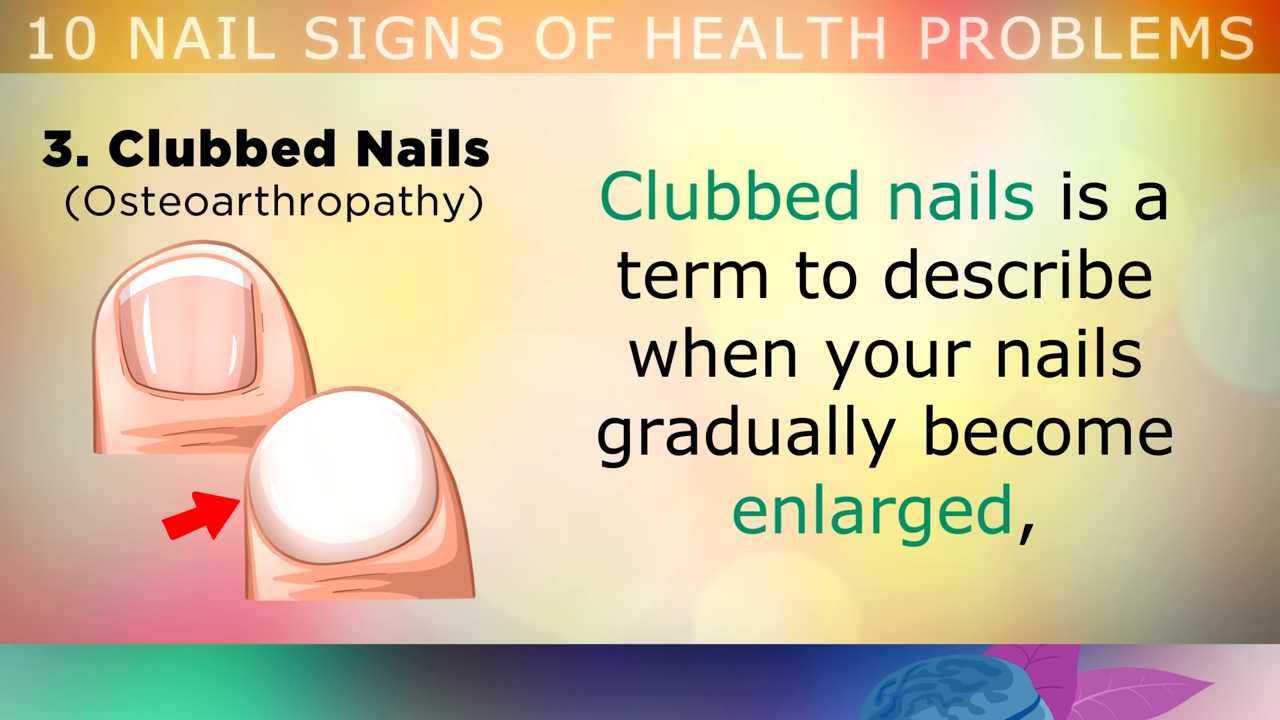 10 NAIL SIGNS OF HEALTH PROBLEMS
3. Clubbed Nails
(Osteoarthropathy)
Clubbed nails is a
term to describe
when your nails
gradually become
enlarged,